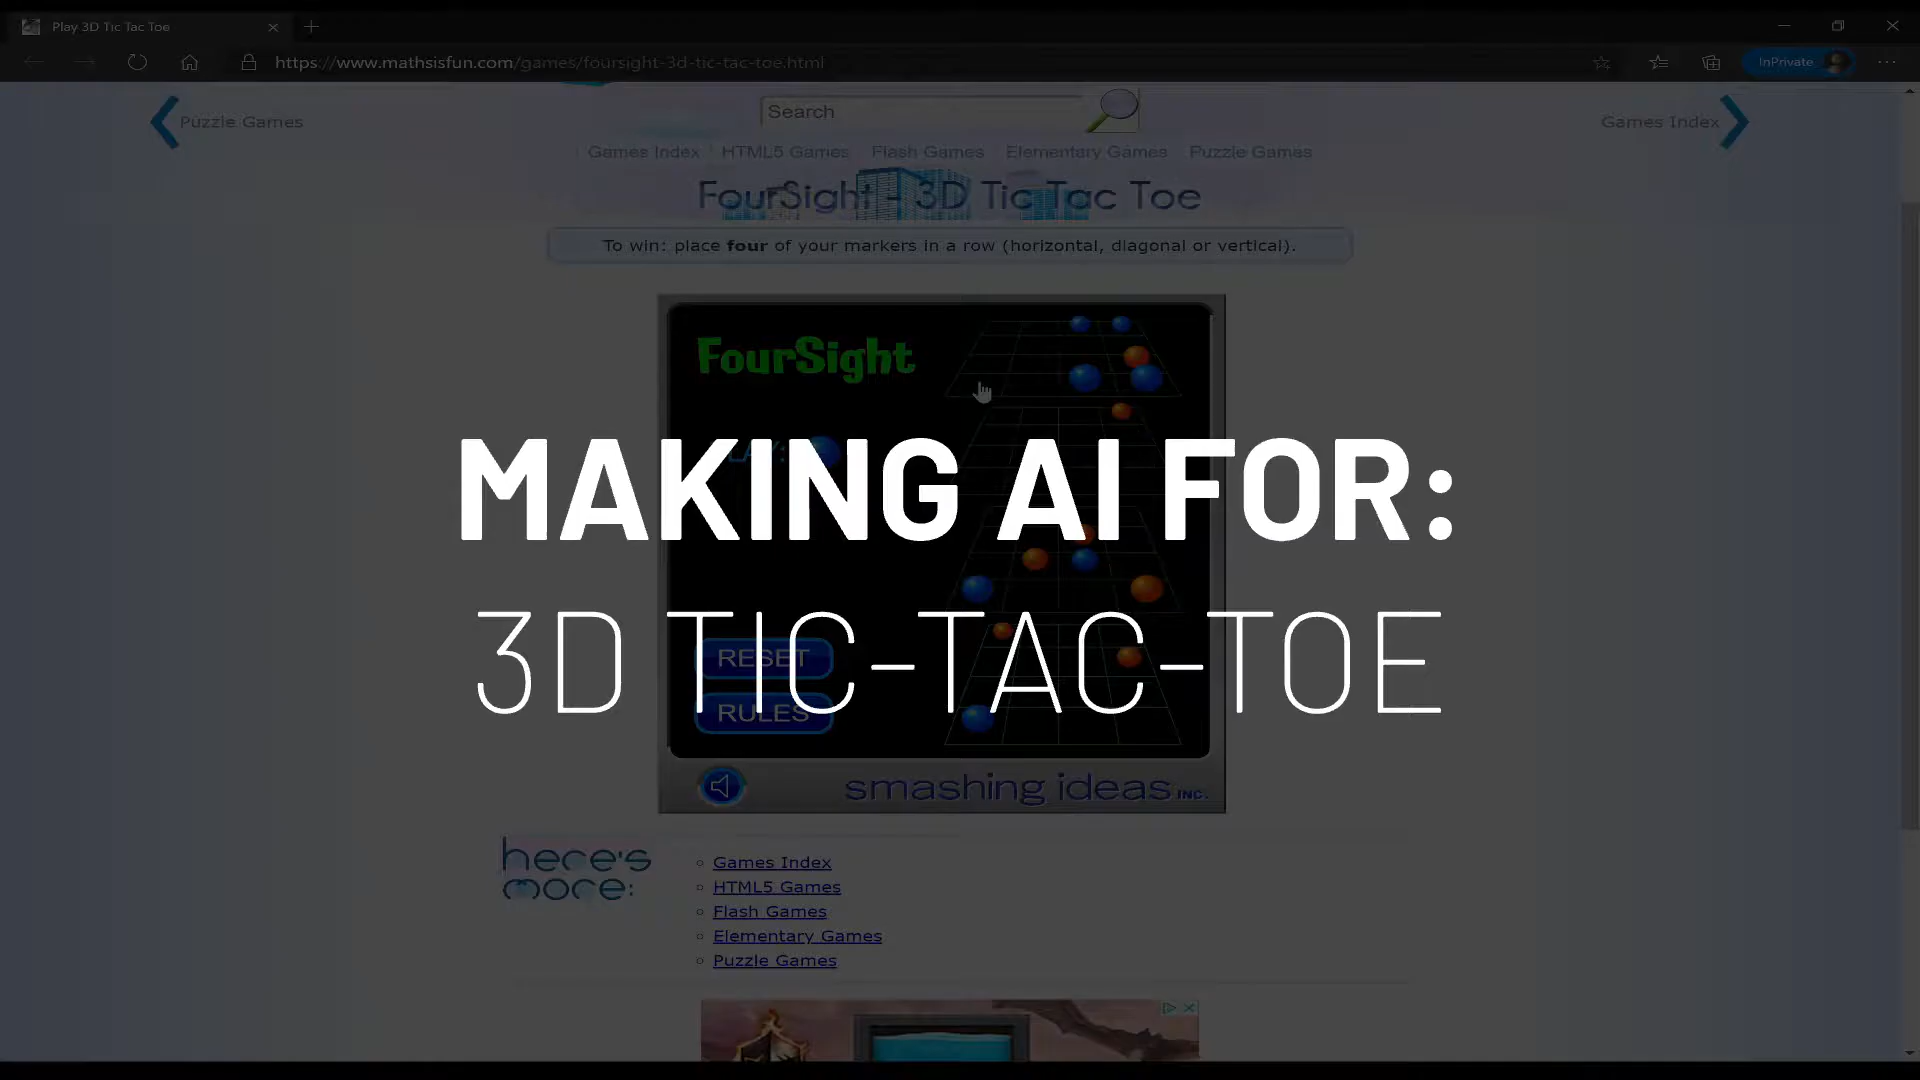 Play 3D Tic Tac Toe
https://www.mathsisfun.com/games/foursight-3d-tic-tac-toe.html
InPrivate
Search
Puzzle Games
Games Index
Games Index HTML5 Games Flash Games Elementary Games Puzzle Games
FourSight - 3D Tic Tac Toe
To win: place four of your markers in a row (horizontal, diagonal or vertical).
FourSight
MAKING AI FOR:
3D TIC-TAC-TOE
RESET
RULES
smashing ideas INC.
here's
more:
Games Index
HTML5 Games
Flash Games
Elementary Games
Puzzle Games